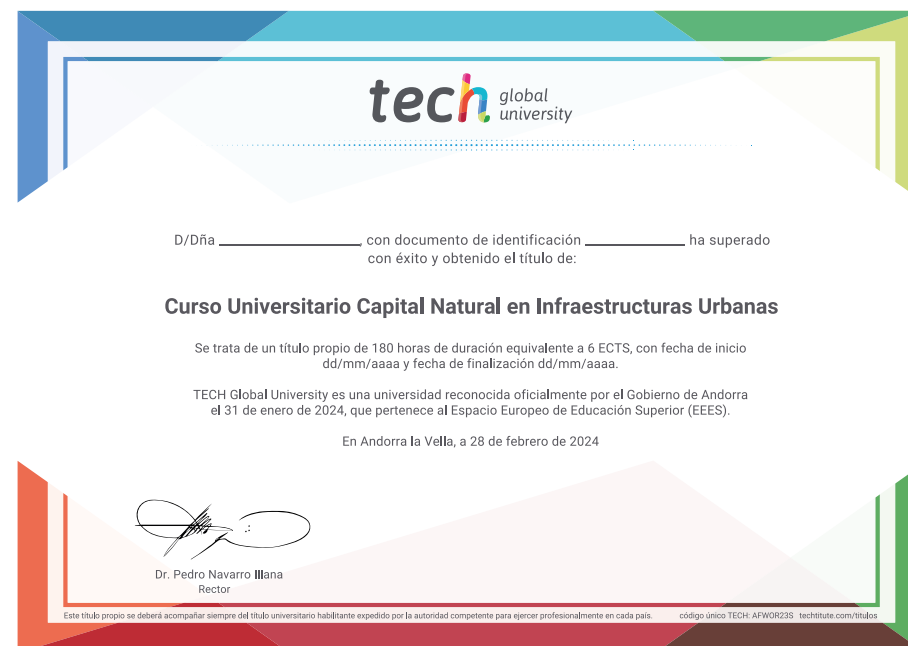 tech global university
D/Dña ____________________, con documento de identificación ______________ ha superado
con éxito y obtenido el título de:
Curso Universitario Capital Natural en Infraestructuras Urbanas
Se trata de un título propio de 180 horas de duración equivalente a 6 ECTS, con fecha de inicio
dd/mm/aaaa y fecha de finalización dd/mm/aaaa.
TECH Global University es una universidad reconocida oficialmente por el Gobierno de Andorra
el 31 de enero de 2024, que pertenece al Espacio Europeo de Educación Superior (EEES).
En Andorra la Vella, a 28 de febrero de 2024
Dr. Pedro Navarro Illana
Rector
Este título propio se deberá acompañar siempre del título universitario habilitante expedido por la autoridad competente para ejercer profesionalmente en cada país. código único TECH: AFWOR23S techtitute.com/titulos